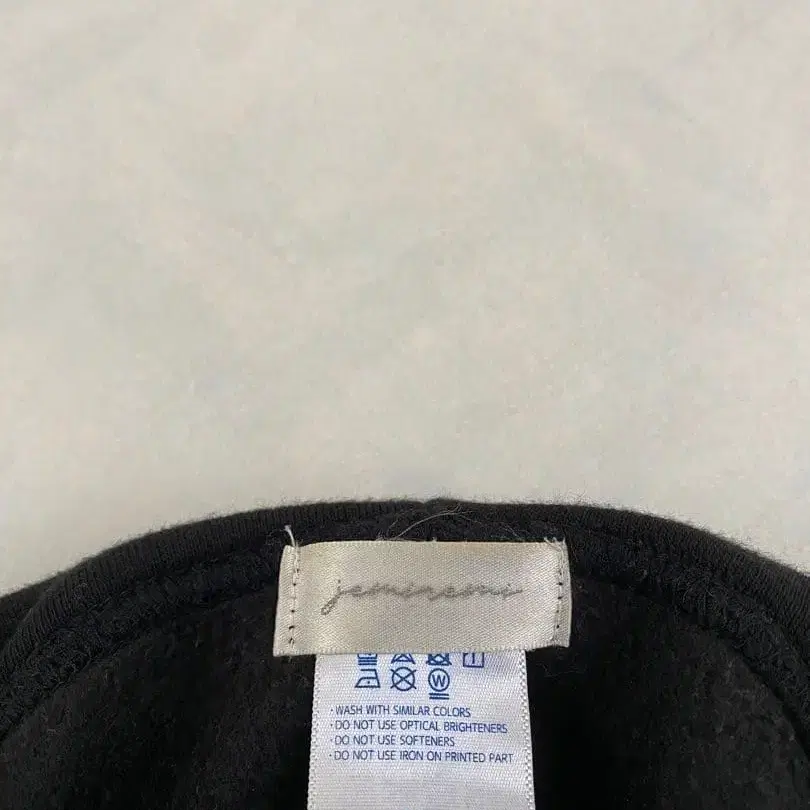 jemiremi
W
· WASH WITH SIMILAR COLORS
· DO NOT USE OPTICAL BRIGHTENERS
· DO NOT USE SOFTENERS
· DO NOT USE IRON ON PRINTED PART